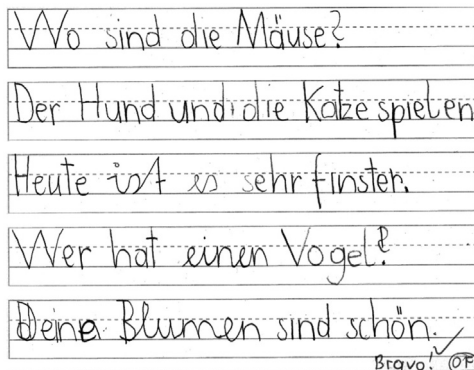 Wo sind die Mäuse?
Der Hund und die Katze spielen
Heute ist es sehr finster.
Wer hat einen Vogel?
Deine Blumen sind schön.
Bravo! OP